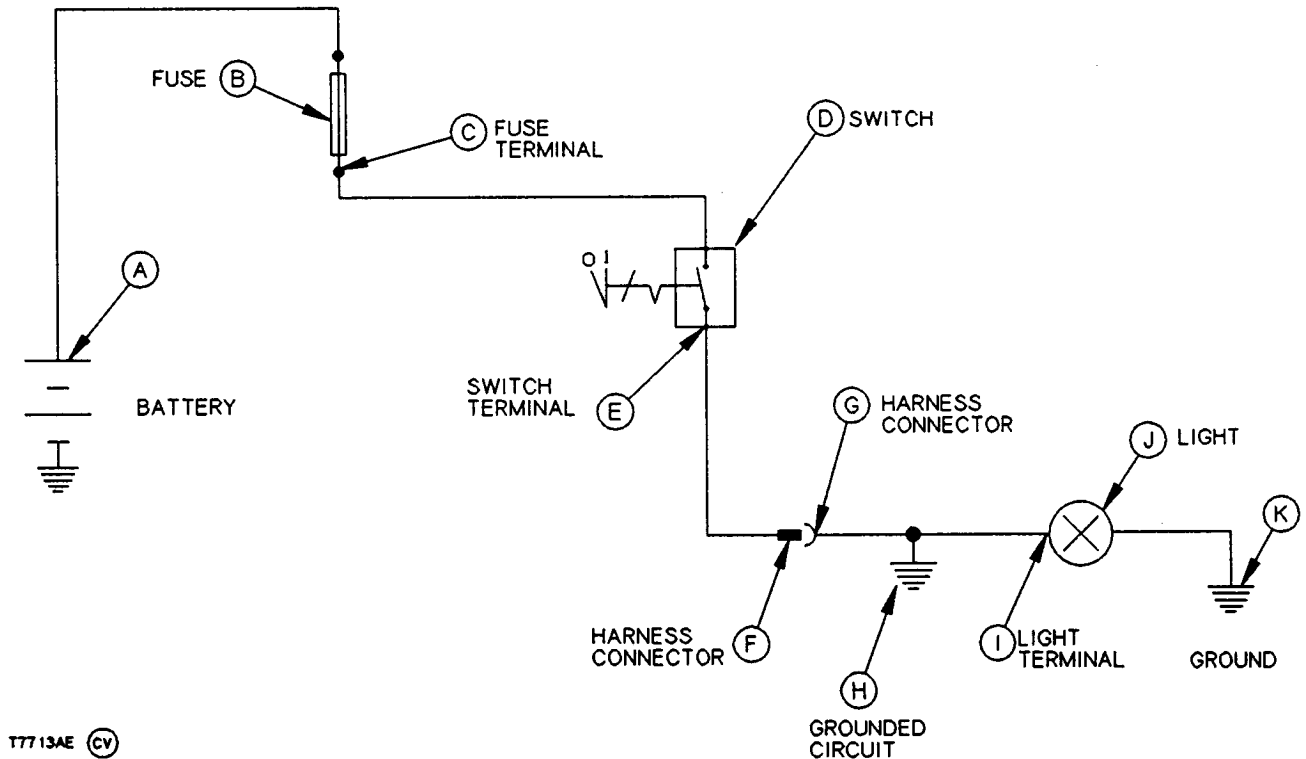 FUSE B
C FUSE
TERMINAL
D SWITCH
A
O I
BATTERY
SWITCH
TERMINAL E
G HARNESS
CONNECTOR
J LIGHT
K
HARNESS
CONNECTOR F
I LIGHT
TERMINAL
GROUND
H
GROUNDED
CIRCUIT
T7713AE CV